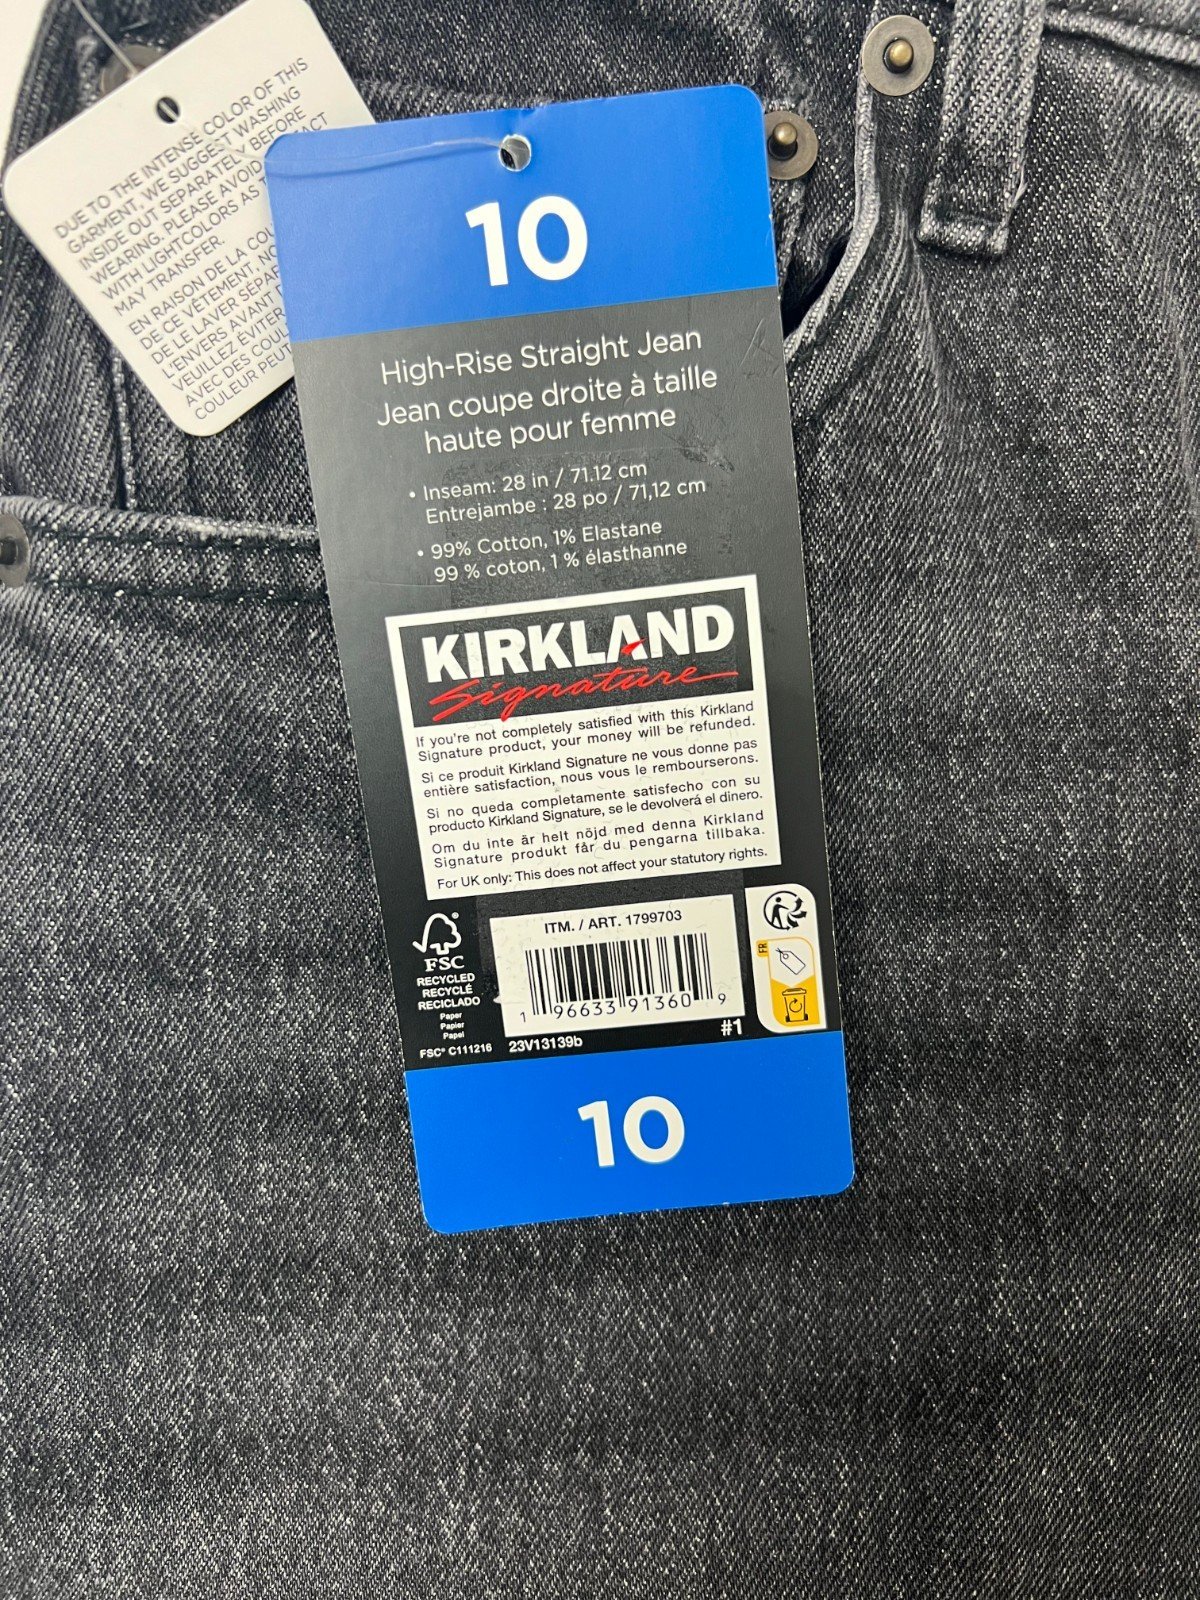 DUE TO THE INTENSE COLOR OF THIS
GARMENT, WE SUGGEST WASHING
INSIDE OUT SEPARATELY BEFORE
WEARING. PLEASE AVOID
WITH LIGHTCOLORS AS
MAY TRANSFER.
EN RAISON DE LA
DE CE VÊTEMENT,
DE LE LAVER
L'ENVERS AVANT
VEUILLEZ ÉVITER
AVEC DES
COULEUR
10
High-Rise Straight Jean
Jean coupe droite à taille
haute pour femme
• Inseam: 28 in / 71.12 cm
Entrejambe : 28 po / 71,12 cm
• 99% Cotton, 1% Elastane
99 % coton, 1 % élasthanne
KIRKLAND
Signature
If you're not completely satisfied with this Kirkland
Signature product, your money will be refunded.
Si ce produit Kirkland Signature ne vous donne pas
entière satisfaction, nous vous le rembourserons.
Si no queda completamente satisfecho con su
producto Kirkland Signature, se le devolverá el dinero.
Om du inte är helt nöjd med denna Kirkland
Signature produkt får du pengarna tillbaka.
For UK only: This does not affect your statutory rights.
FSC
RECYCLED
RECYCLÉ
RECICLADO
Paper
Papier
Papel
FSC® C111216
ITM. / ART. 1799703
1 96633 91360 9
23V13139b
#1
FR
10